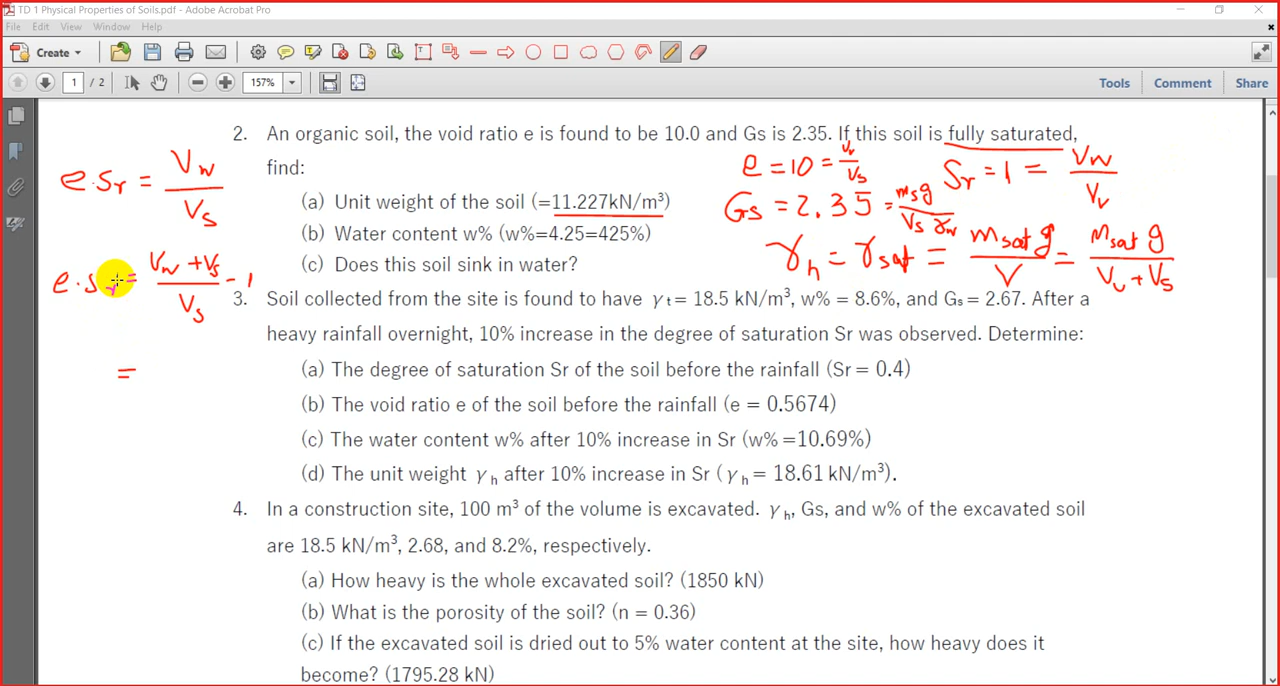 TD 1 Physical Properties of Soils.pdf - Adobe Acrobat Pro
File Edit View Window Help
Create
1 / 2 157% Tools Comment Share
2. An organic soil, the void ratio e is found to be 10.0 and Gs is 2.35. If this soil is fully saturated,
find:
(a) Unit weight of the soil (=11.227kN/m³)
(b) Water content w% (w%=4.25=425%)
(c) Does this soil sink in water?
e = 10 = Vv/Vs
Sr = 1 = Vw/Vv
Gs = 2.35 = msg/Vs γw
γh = γsat = msat g/V = msat g/Vv + Vs
e.Sr = Vw/Vs
e.Sr = Vw + Vs/Vs - 1
=
3. Soil collected from the site is found to have γt = 18.5 kN/m³, w% = 8.6%, and Gs = 2.67. After a
heavy rainfall overnight, 10% increase in the degree of saturation Sr was observed. Determine:
(a) The degree of saturation Sr of the soil before the rainfall (Sr = 0.4)
(b) The void ratio e of the soil before the rainfall (e = 0.5674)
(c) The water content w% after 10% increase in Sr (w% =10.69%)
(d) The unit weight γh after 10% increase in Sr (γh = 18.61 kN/m³).
4. In a construction site, 100 m³ of the volume is excavated. γh, Gs, and w% of the excavated soil
are 18.5 kN/m³, 2.68, and 8.2%, respectively.
(a) How heavy is the whole excavated soil? (1850 kN)
(b) What is the porosity of the soil? (n = 0.36)
(c) If the excavated soil is dried out to 5% water content at the site, how heavy does it
become? (1795.28 kN)